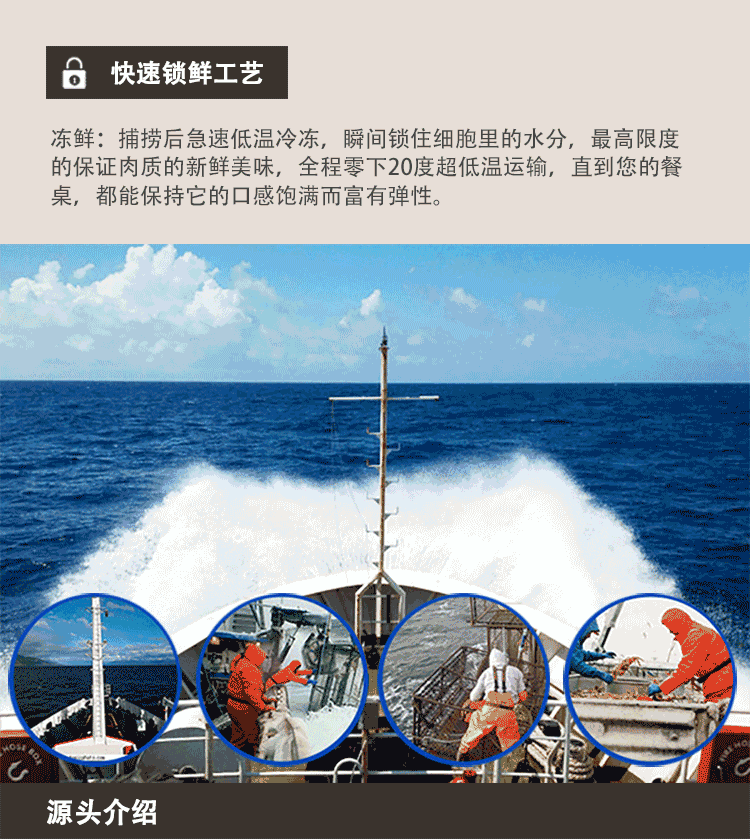 快速锁鲜工艺
冻鲜：捕捞后急速低温冷冻，瞬间锁住细胞里的水分，最高限度
的保证肉质的新鲜美味，全程零下20度超低温运输，直到您的餐
桌，都能保持它的口感饱满而富有弹性。
HOSE BOX
源头介绍